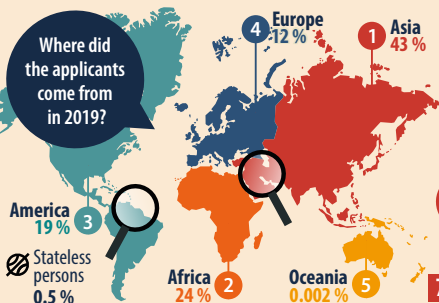 Where did
the applicants
come from
in 2019?
4
Europe
12 %
1
Asia
43 %
America
19 %
3
Stateless
persons
0.5 %
Africa
24 %
2
Oceania
0.002 %
5